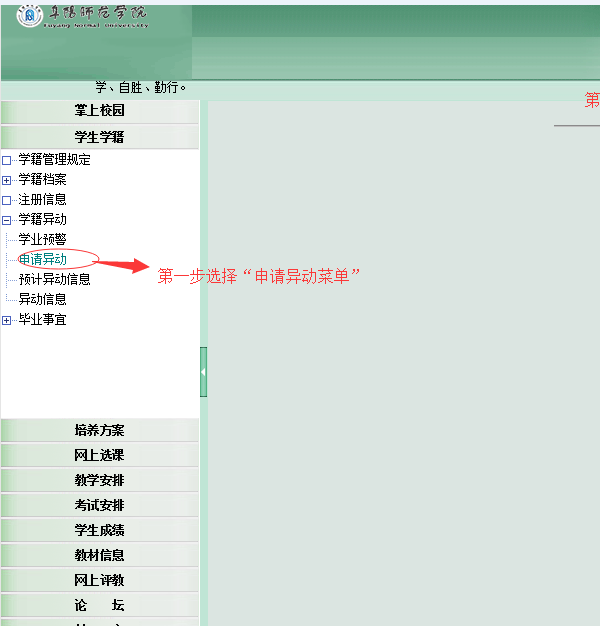 阜阳师范学院
Fuyang Normal University
学、自胜、勤行。
第
掌上校园
学生学籍
学籍管理规定
学籍档案
注册信息
学籍异动
学业预警
申请异动
第一步选择“申请异动菜单”
预计异动信息
异动信息
毕业事宜
培养方案
网上选课
教学安排
考试安排
学生成绩
教材信息
网上评教
论 坛